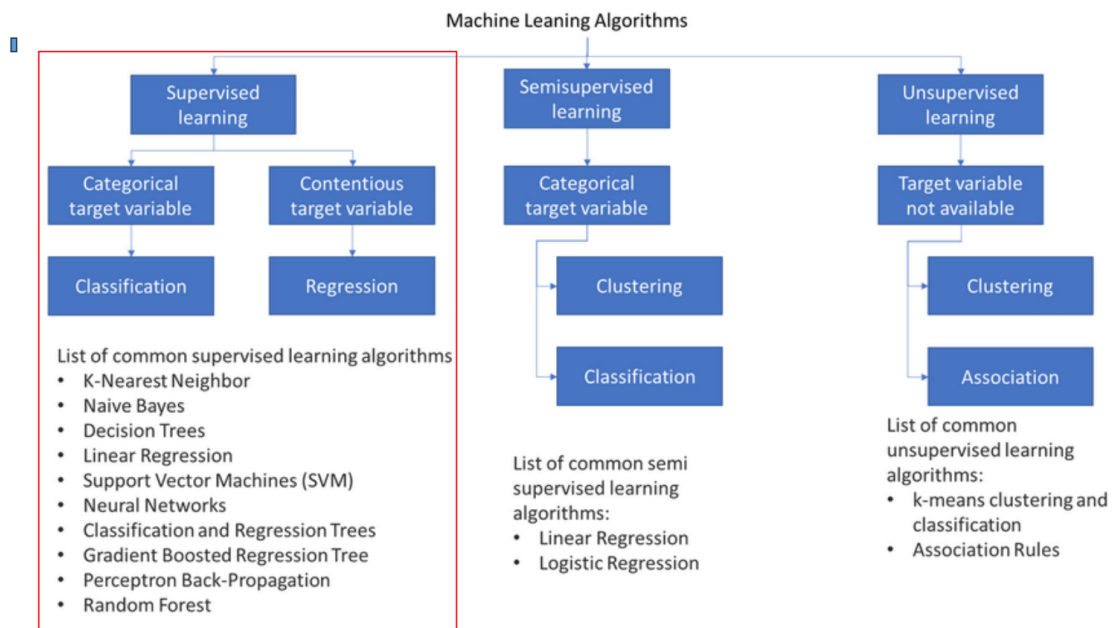 Machine Leaning Algorithms
Supervised
learning
Categorical
target variable
Contentious
target variable
Classification
Regression
List of common supervised learning algorithms
• K-Nearest Neighbor
• Naive Bayes
• Decision Trees
• Linear Regression
• Support Vector Machines (SVM)
• Neural Networks
• Classification and Regression Trees
• Gradient Boosted Regression Tree
• Perceptron Back-Propagation
• Random Forest
Semisupervised
learning
Categorical
target variable
Clustering
Classification
List of common semi
supervised learning
algorithms:
• Linear Regression
• Logistic Regression
Unsupervised
learning
Target variable
not available
Clustering
Association
List of common
unsupervised learning
algorithms:
• k-means clustering and
classification
• Association Rules